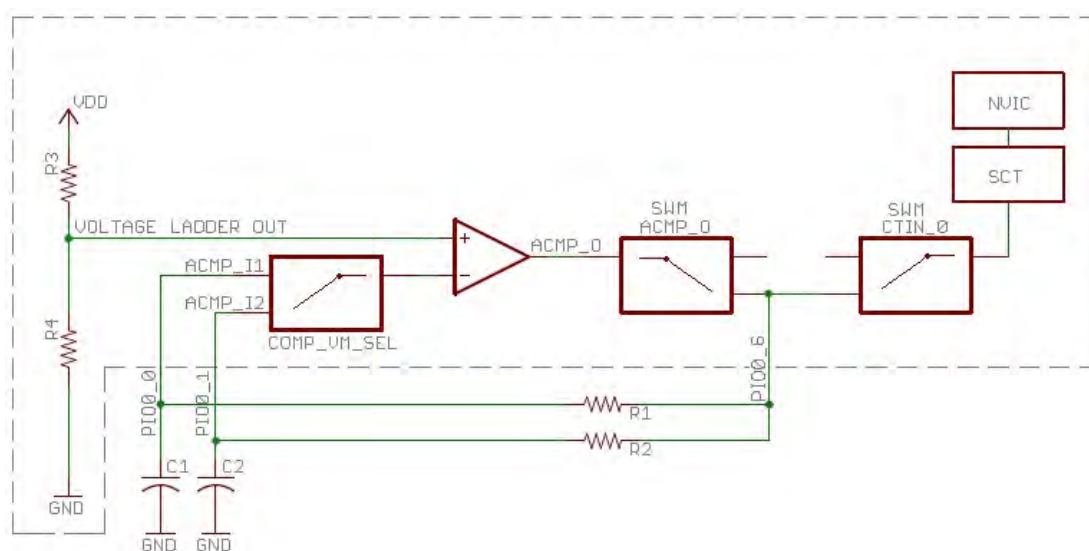 VDD
R3
VOLTAGE LADDER OUT
R4
GND
ACMP_I1
ACMP_I2
COMP_VM_SEL
+
-
ACMP_O
SWM
ACMP_O
SWM
CTIN_0
NVIC
SCT
PIO0_0
PIO0_1
PIO0_6
R1
R2
C1
C2
GND
GND